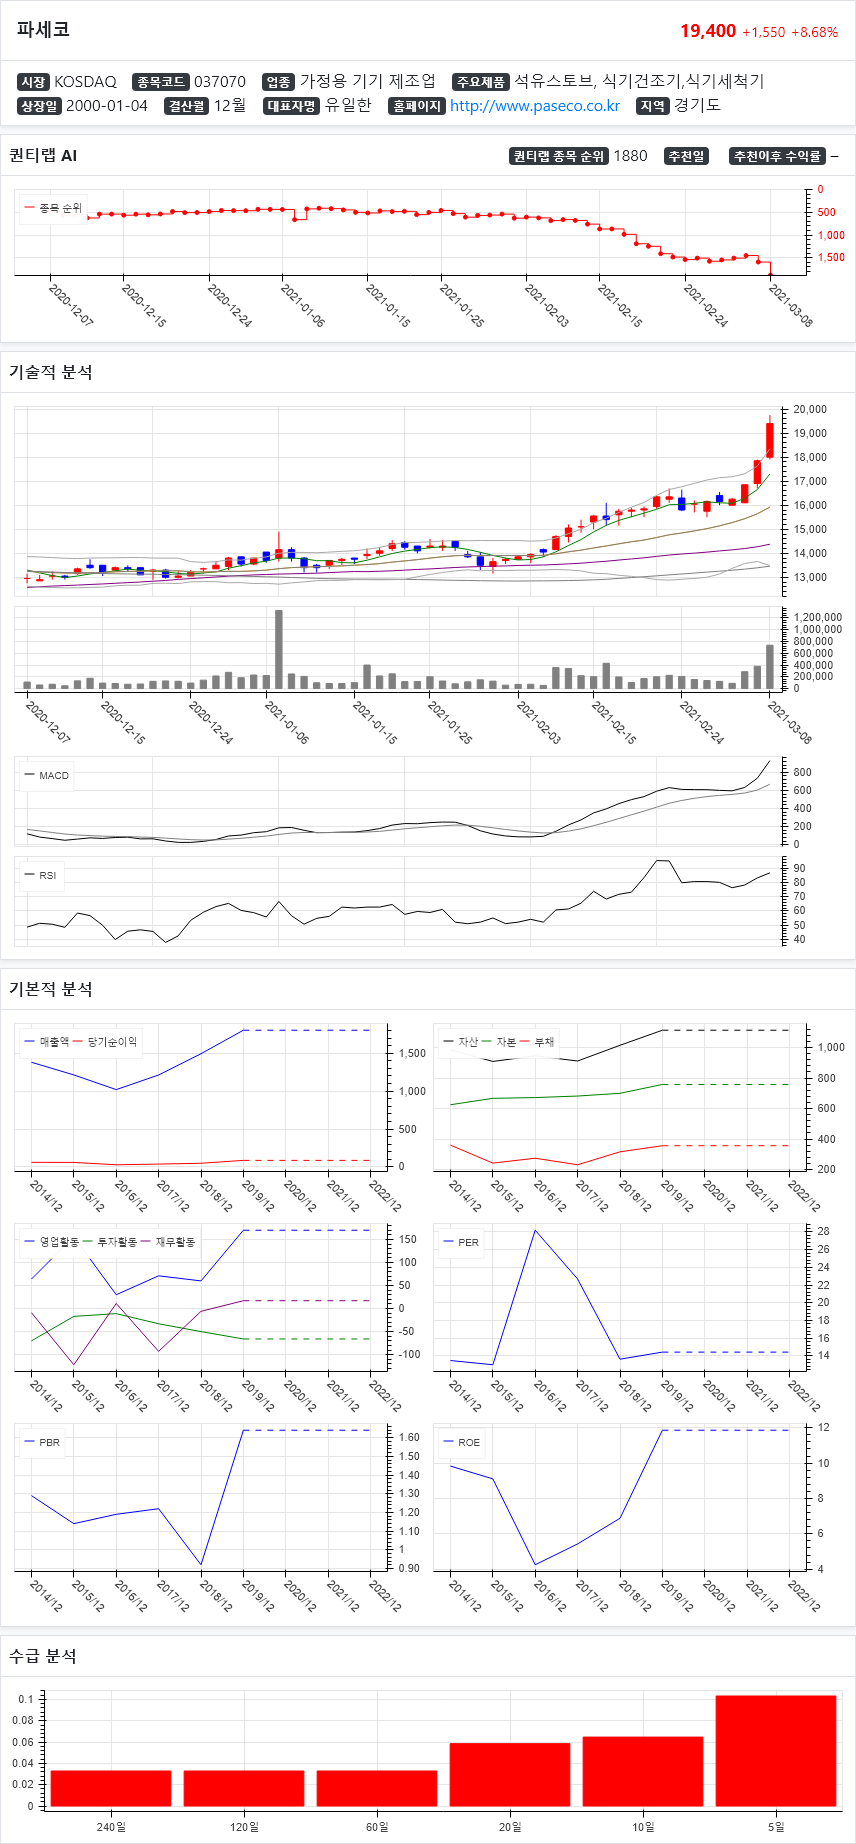 파세코
19,400 +1,550 +8.68%
시장 KOSDAQ 종목코드 037070 업종 가정용 기기 제조업 주요제품 석유스토브, 식기건조기,식기세척기
상장일 2000-01-04 결산월 12월 대표자명 유일한 홈페이지 http://www.paseco.co.kr 지역 경기도
퀀티랩 AI
퀀티랩 종목 순위 1880 추천일 추천이후 수익률 –
종목 순위
0
500
1,000
1,500
2020-12-07 2020-12-15 2020-12-24 2021-01-06 2021-01-15 2021-01-25 2021-02-03 2021-02-15 2021-02-24 2021-03-08
기술적 분석
20,000
19,000
18,000
17,000
16,000
15,000
14,000
13,000
1,200,000
1,000,000
800,000
600,000
400,000
200,000
0
2020-12-07 2020-12-15 2020-12-24 2021-01-06 2021-01-15 2021-01-25 2021-02-03 2021-02-15 2021-02-24 2021-03-08
MACD
800
600
400
200
0
RSI
90
80
70
60
50
40
기본적 분석
매출액 당기순이익
1,500
1,000
500
0
2014/12 2015/12 2016/12 2017/12 2018/12 2019/12 2020/12 2021/12 2022/12
자산 자본 부채
1,000
800
600
400
200
2014/12 2015/12 2016/12 2017/12 2018/12 2019/12 2020/12 2021/12 2022/12
영업활동 투자활동 재무활동
150
100
50
0
-50
-100
2014/12 2015/12 2016/12 2017/12 2018/12 2019/12 2020/12 2021/12 2022/12
PER
28
26
24
22
20
18
16
14
2014/12 2015/12 2016/12 2017/12 2018/12 2019/12 2020/12 2021/12 2022/12
PBR
1.60
1.50
1.40
1.30
1.20
1.10
1
0.90
2014/12 2015/12 2016/12 2017/12 2018/12 2019/12 2020/12 2021/12 2022/12
ROE
12
10
8
6
4
2014/12 2015/12 2016/12 2017/12 2018/12 2019/12 2020/12 2021/12 2022/12
수급 분석
0.1
0.08
0.06
0.04
0.02
0
240일 120일 60일 20일 10일 5일